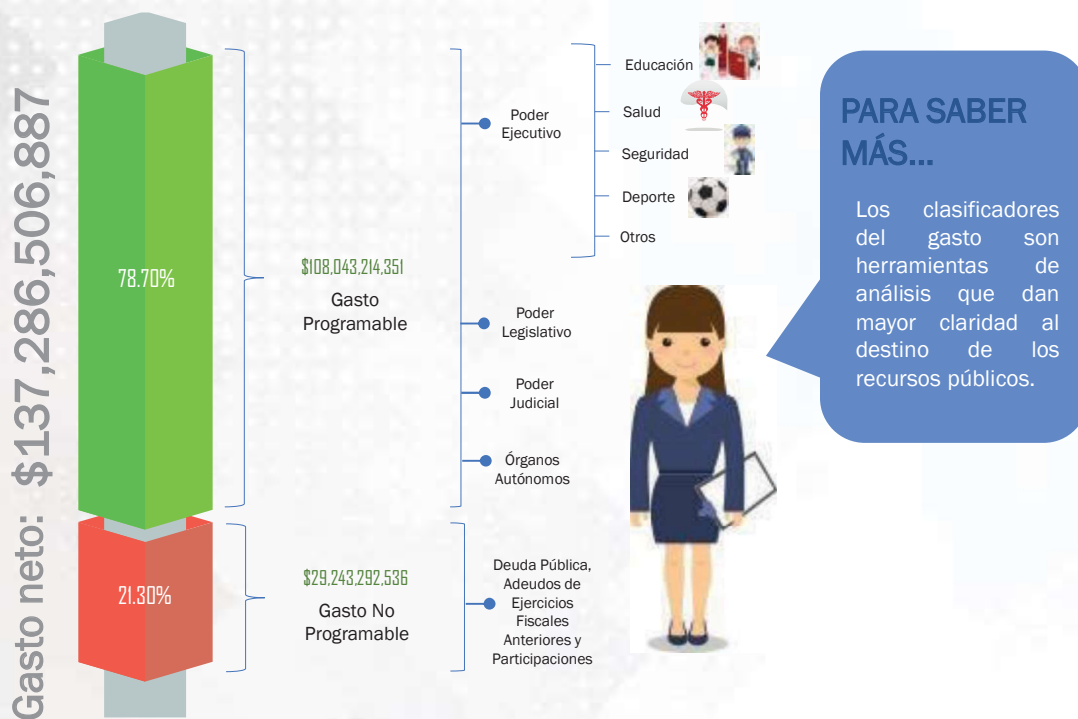 Gasto neto: $137,286,506,887
78.70%
21.30%
$108,043,214,351
Gasto
Programable
$29,243,292,536
Gasto No
Programable
Poder
Ejecutivo
Educación
Salud
Seguridad
Deporte
Otros
Poder
Legislativo
Poder
Judicial
Órganos
Autónomos
Deuda Pública,
Adeudos de
Ejercicios
Fiscales
Anteriores y
Participaciones
PARA SABER
MÁS...
Los clasificadores
del gasto son
herramientas de
análisis que dan
mayor claridad al
destino de los
recursos públicos.